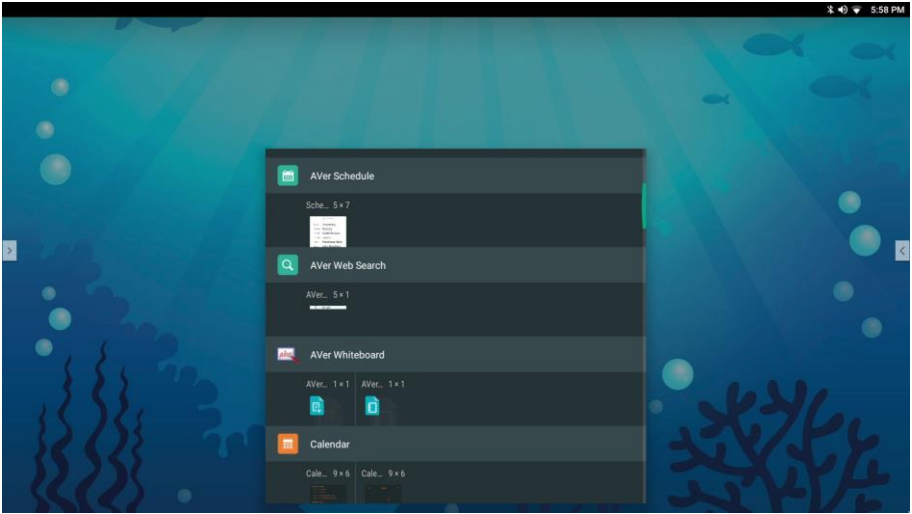 5:58 PM
AVer Schedule
Sche... 5 × 7
AVer Web Search
AVer... 5 × 1
AVer Whiteboard
AVer... 1 × 1 AVer... 1 × 1
Calendar
Cale... 9 × 6 Cale... 9 × 6